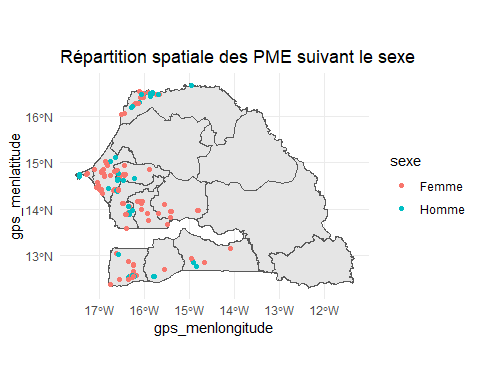 Répartition spatiale des PME suivant le sexe
16°N
15°N
14°N
13°N
gps_menlatitude
17°W
16°W
15°W
14°W
13°W
12°W
gps_menlongitude
sexe
Femme
Homme